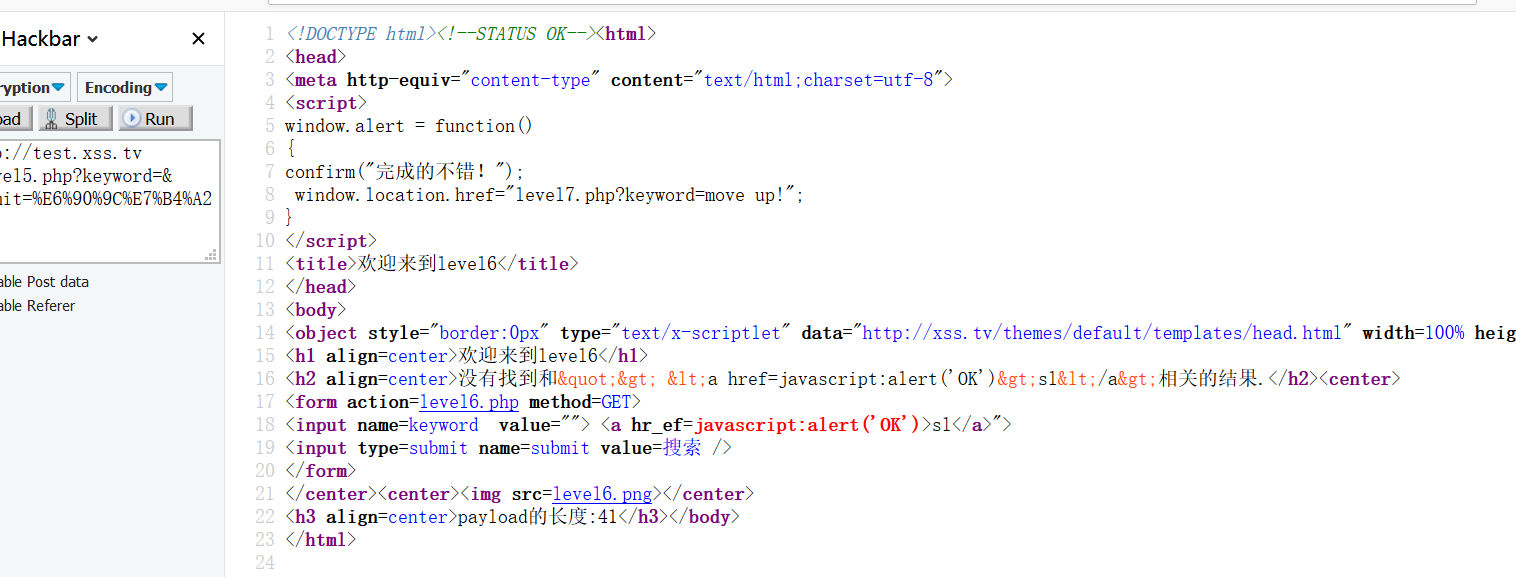 Hackbar
ryption
Encoding
oad
Split
Run
o://test.xss.tv
vel5.php?keyword=&
mit=%E6%90%9C%E7%B4%A2
able Post data
able Referer
1 <!DOCTYPE html><!--STATUS OK--><html>
2 <head>
3 <meta http-equiv="content-type" content="text/html;charset=utf-8">
4 <script>
5 window.alert = function()
6 {
7 confirm("完成的不错！");
8  window.location.href="level7.php?keyword=move up!";
9 }
10 </script>
11 <title>欢迎来到level6</title>
12 </head>
13 <body>
14 <object style="border:0px" type="text/x-scriptlet" data="http://xss.tv/themes/default/templates/head.html" width=100% heig
15 <h1 align=center>欢迎来到level6</h1>
16 <h2 align=center>没有找到和&quot;&gt; &lt;a href=javascript:alert('OK')&gt;sl&lt;/a&gt;相关的结果.</h2><center>
17 <form action=level6.php method=GET>
18 <input name=keyword  value=""> <a hr_ef=javascript:alert('OK')>sl</a>">
19 <input type=submit name=submit value=搜索 />
20 </form>
21 </center><center><img src=level6.png></center>
22 <h3 align=center>payload的长度:41</h3></body>
23 </html>
24